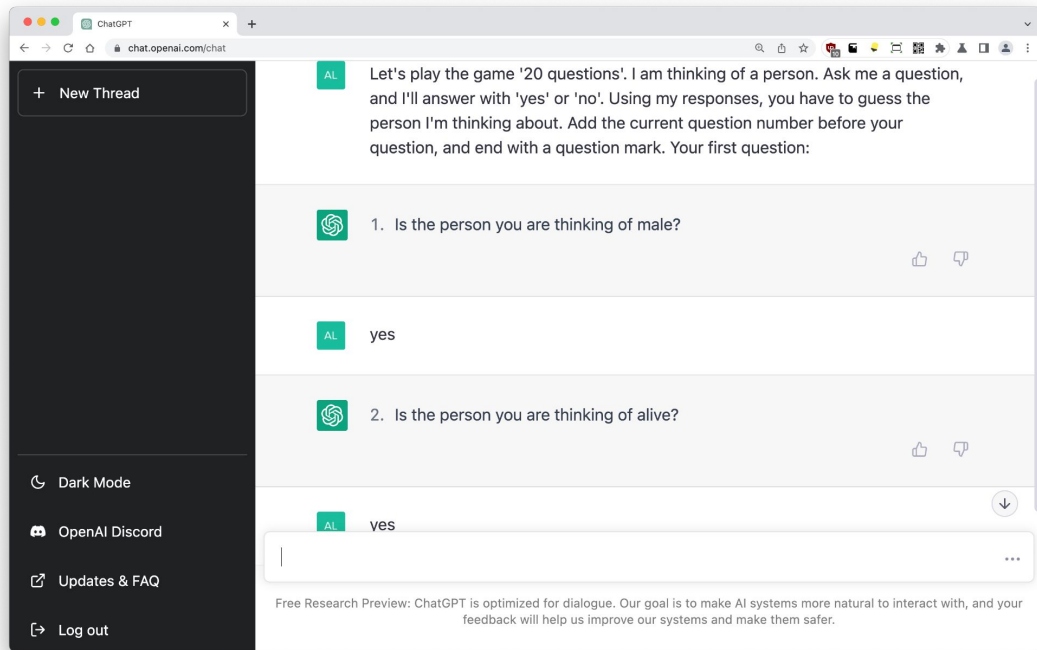 ChatGPT
chat.openai.com/chat
New Thread
AL
Let's play the game '20 questions'. I am thinking of a person. Ask me a question,
and I'll answer with 'yes' or 'no'. Using my responses, you have to guess the
person I'm thinking about. Add the current question number before your
question, and end with a question mark. Your first question:
1. Is the person you are thinking of male?
AL
yes
2. Is the person you are thinking of alive?
AL
yes
Dark Mode
OpenAI Discord
Updates & FAQ
Log out
Free Research Preview: ChatGPT is optimized for dialogue. Our goal is to make AI systems more natural to interact with, and your
feedback will help us improve our systems and make them safer.